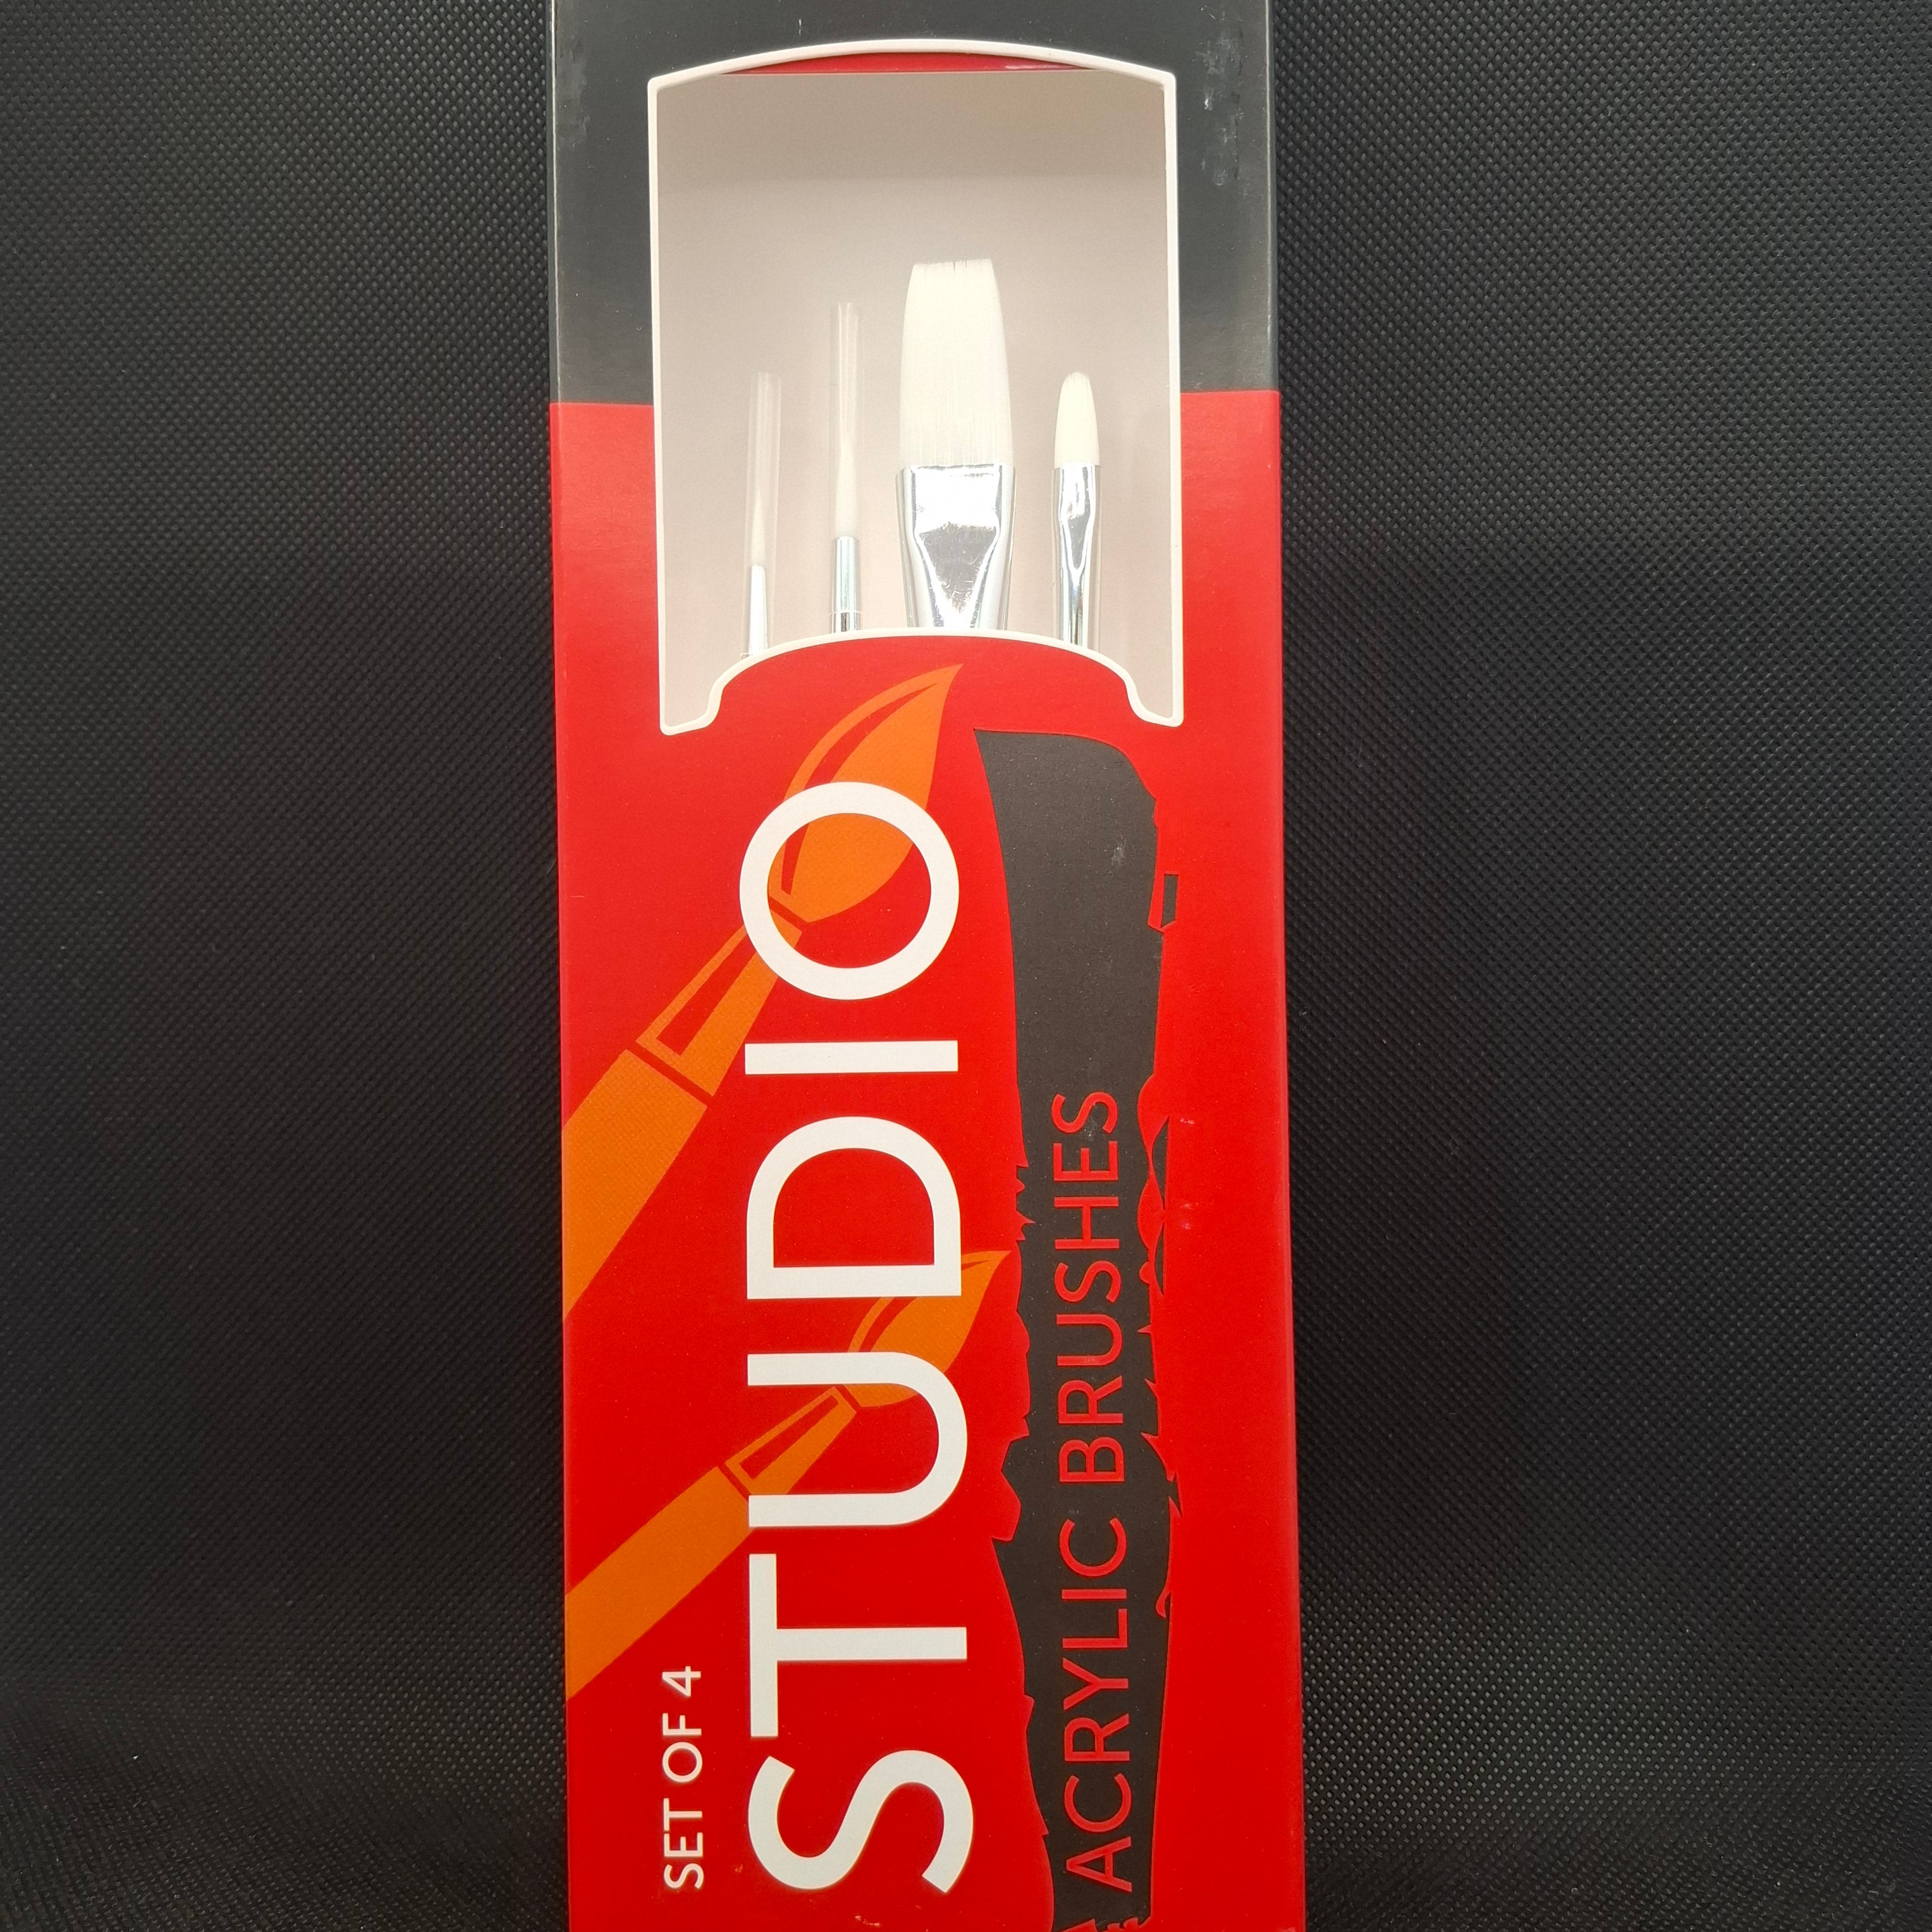 SET OF 4
STUDIO
ACRYLIC BRUSHES